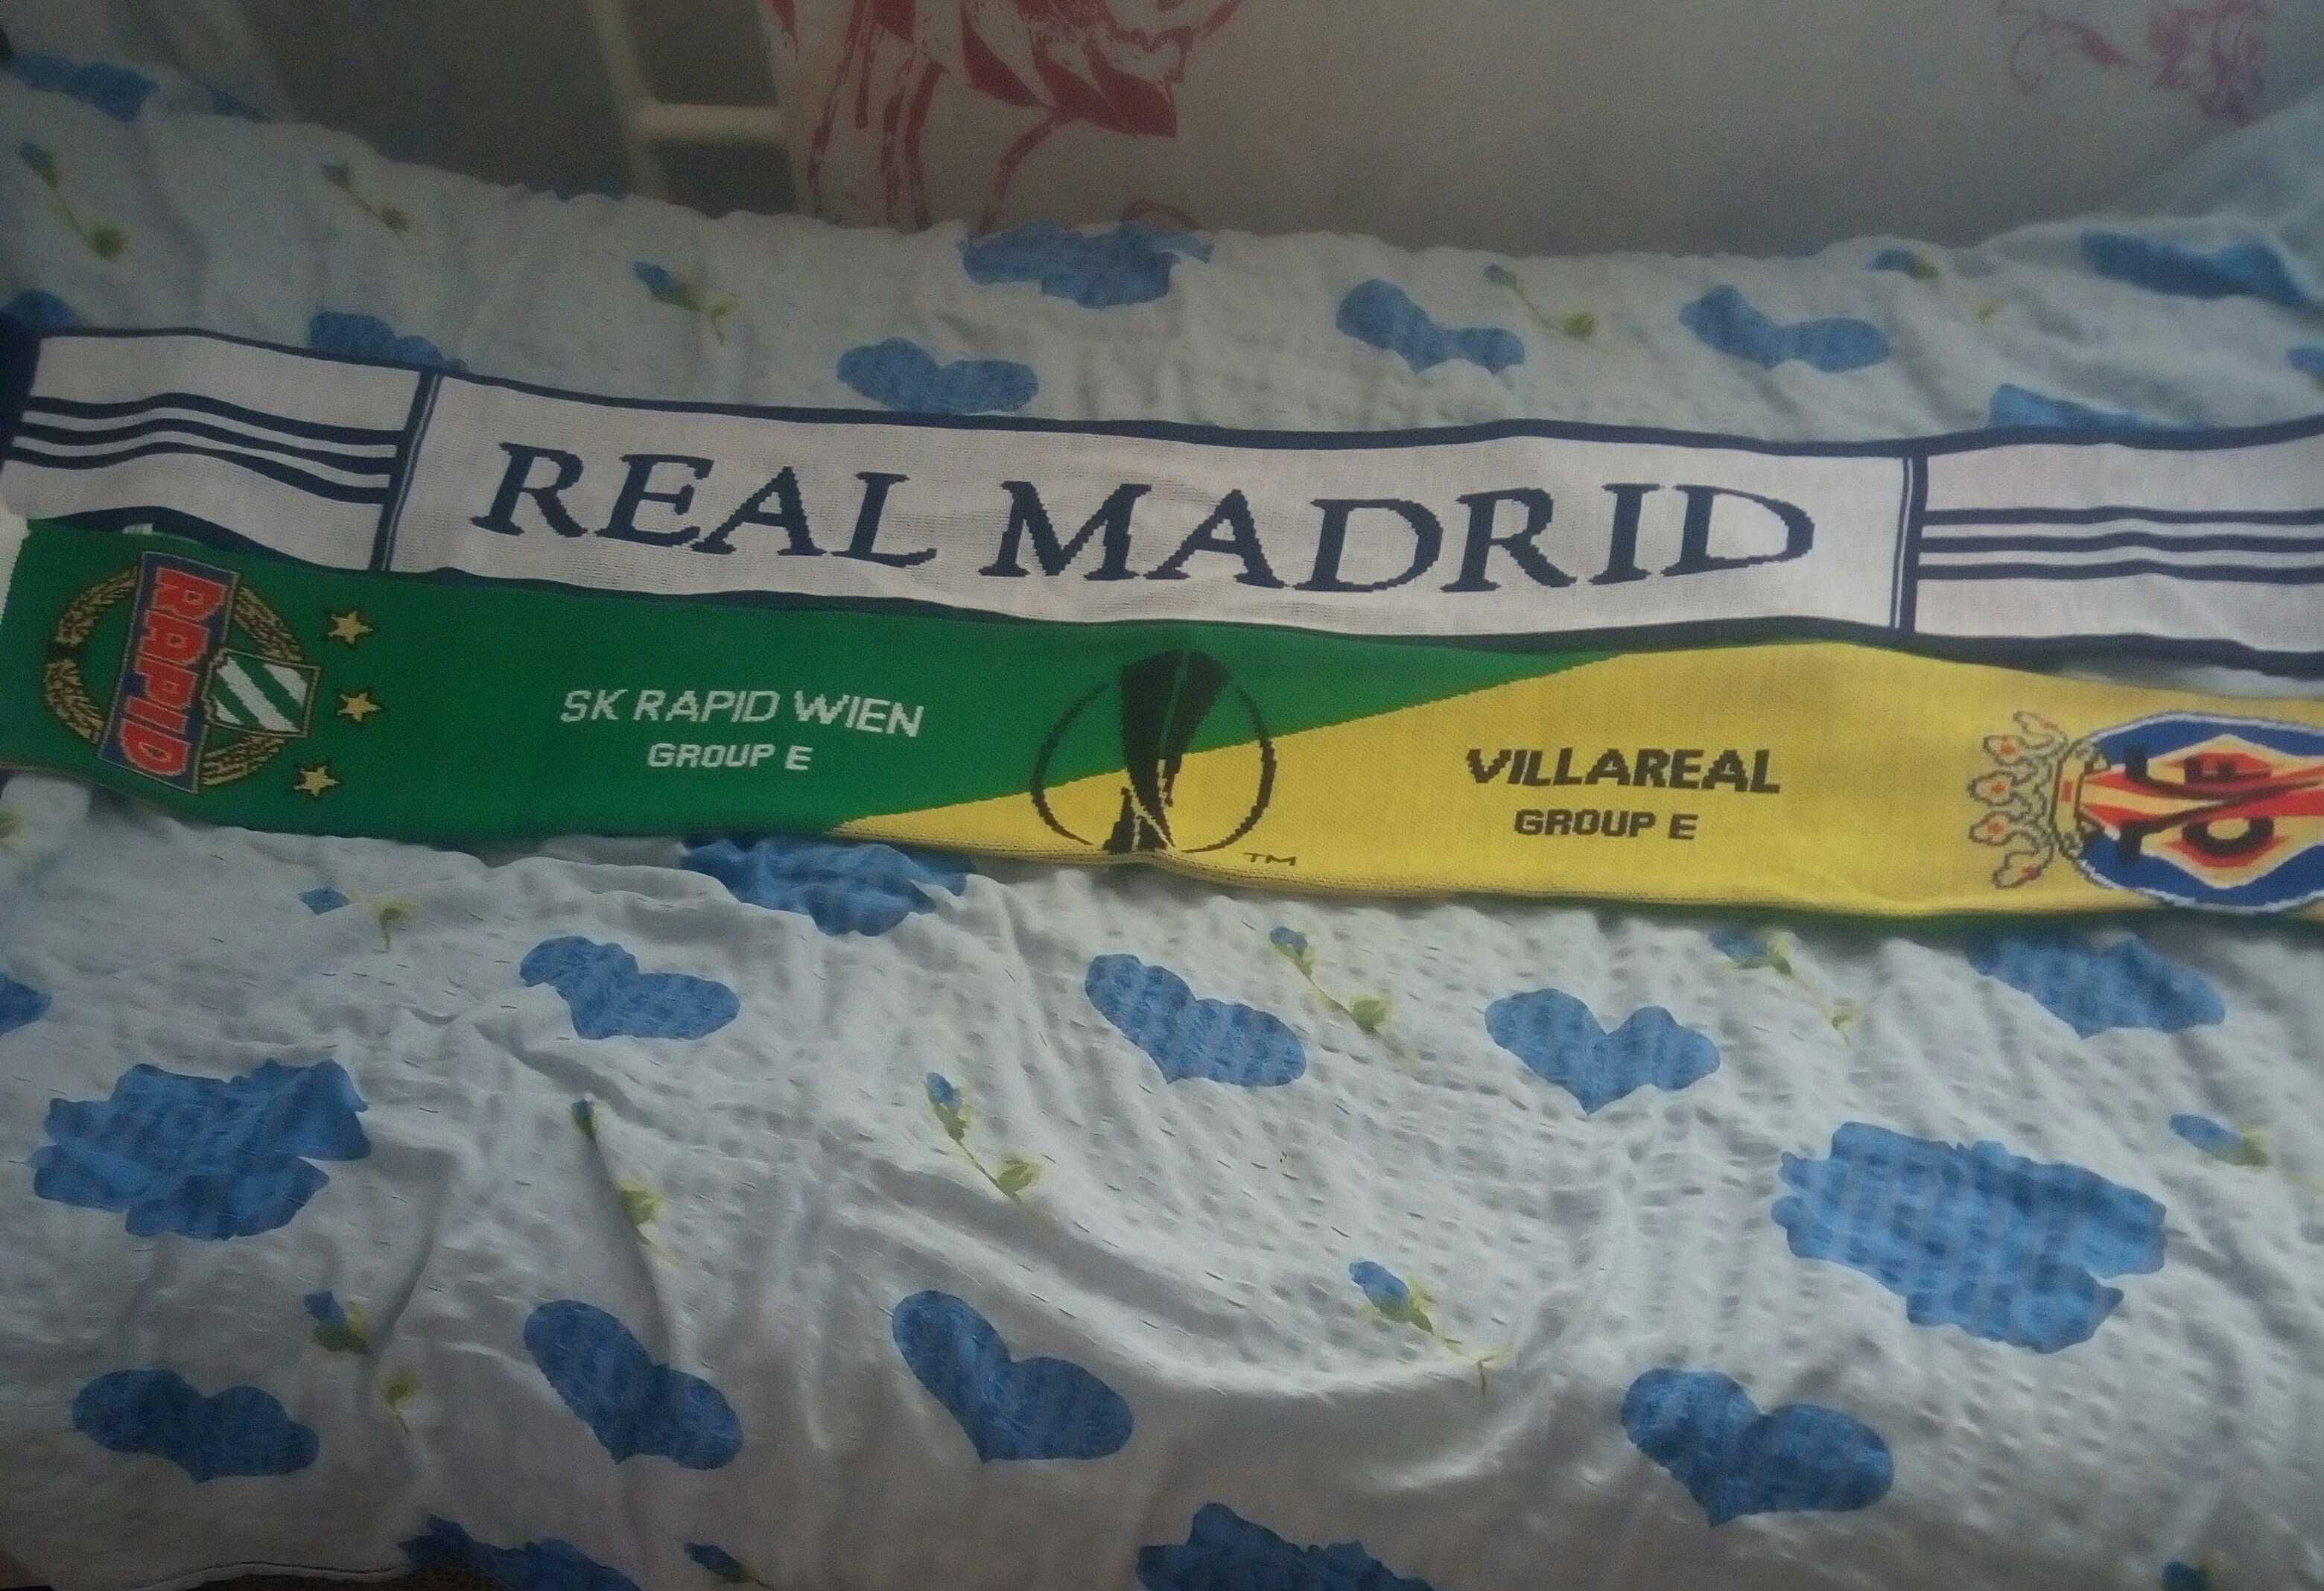 REAL MADRID
RAPID
SK RAPID WIEN
GROUP E
TM
VILLAREAL
GROUP E